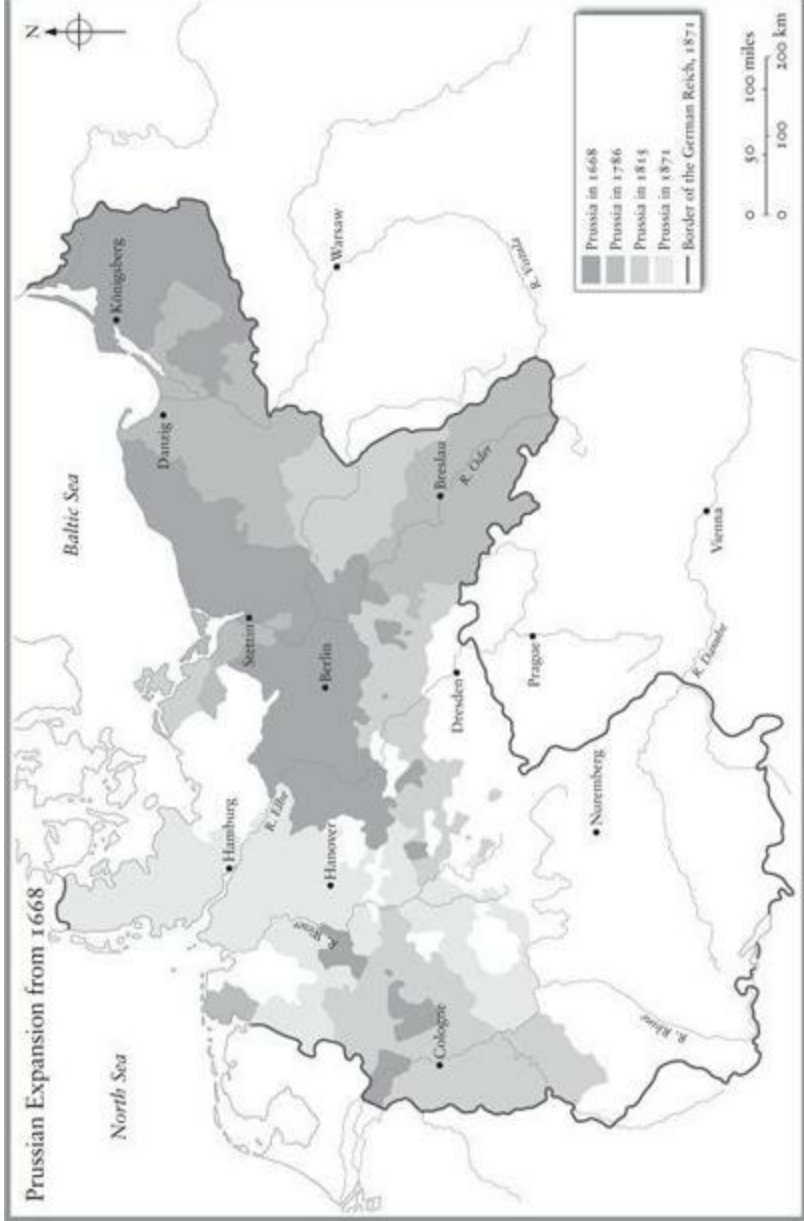 Prussian Expansion from 1668
N
North Sea
Baltic Sea
Königsberg
Danzig
Stettin
Hamburg
R. Elbe
Berlin
Hanover
R. Weser
Warsaw
Breslau
R. Oder
Cologne
Dresden
Prague
R. Vistula
Nuremberg
R. Rhine
R. Danube
Vienna
Prussia in 1668
Prussia in 1786
Prussia in 1815
Prussia in 1871
Border of the German Reich, 1871
0 50 100 miles
0 100 200 km